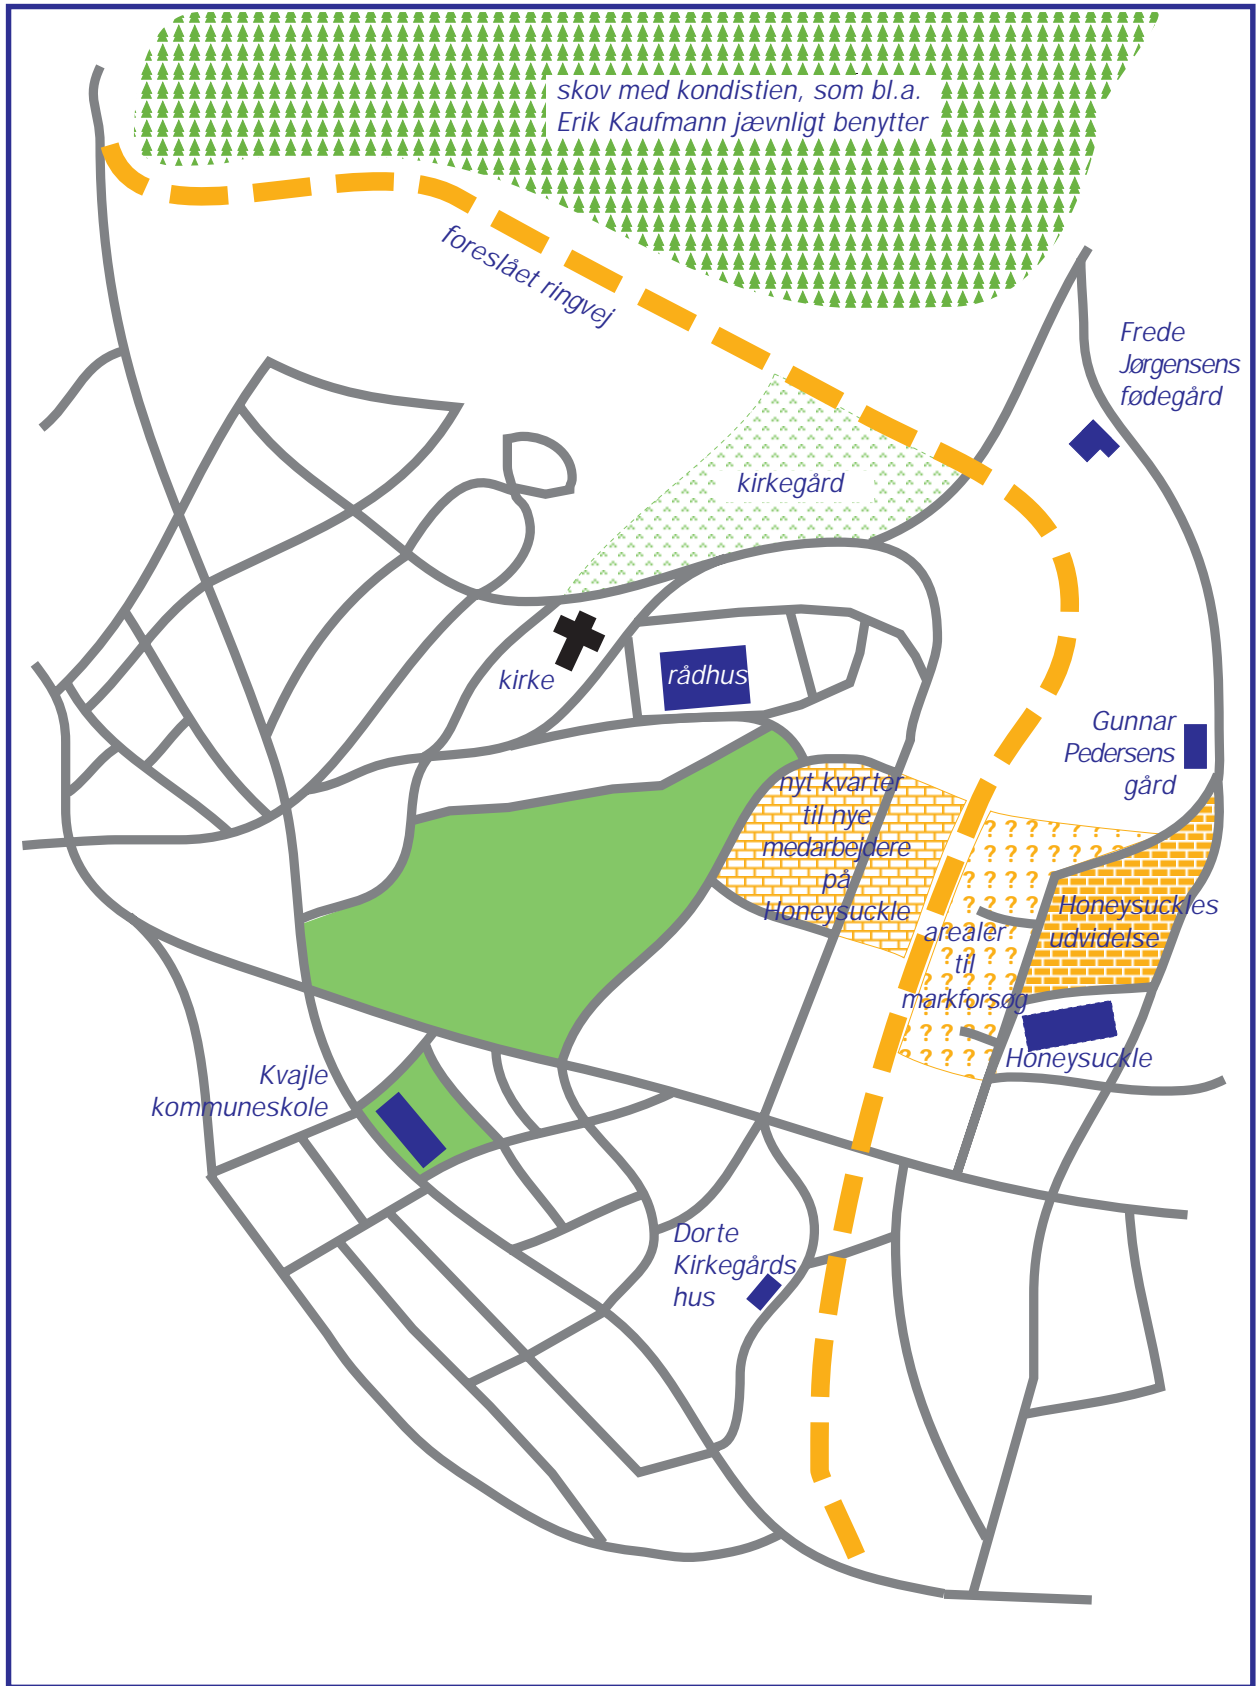 skov med kondistien, som bl.a.
Erik Kaufmann jævnligt benytter
foreslået ringvej
Frede
Jørgensens
fødegård
kirkegård
kirke
rådhus
Gunnar
Pedersens
gård
nyt kvarter
til nye
medarbejdere
på
Honeysuckle
Honeysuckles
udvidelse
arealer
til
markforsøg
Honeysuckle
Kvajle
kommuneskole
Dorte
Kirkegårds
hus